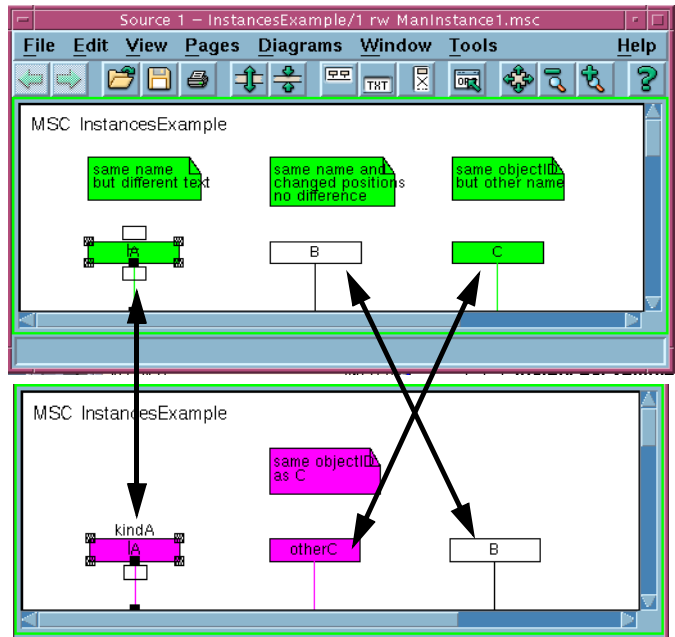 Source 1 – InstancesExample/1 rw ManInstance1.msc
File Edit View Pages Diagrams Window Tools Help
TXT
MSC InstancesExample
same name
but different text
same name and
changed positions
no difference
same objectID
but other name
A
B
C
MSC InstancesExample
same objectID
as C
kindA
A
otherC
B